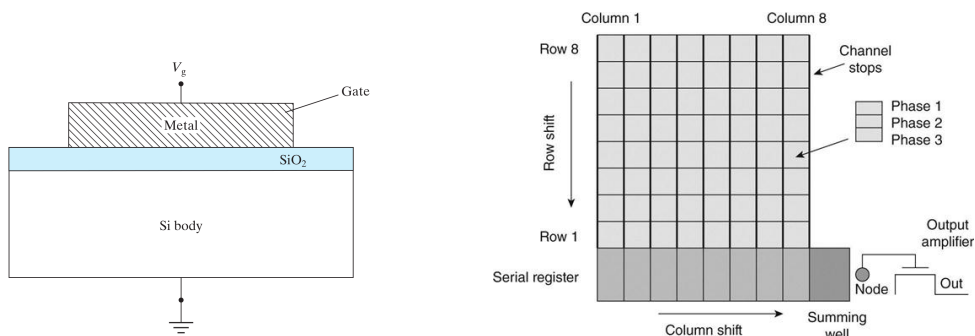 V_g
Gate
Metal
SiO₂
Si body
Column 1
Column 8
Row 8
Channel
stops
Phase 1
Phase 2
Phase 3
Row shift
Row 1
Output
amplifier
Serial register
Node
Out
Column shift
Summing
well